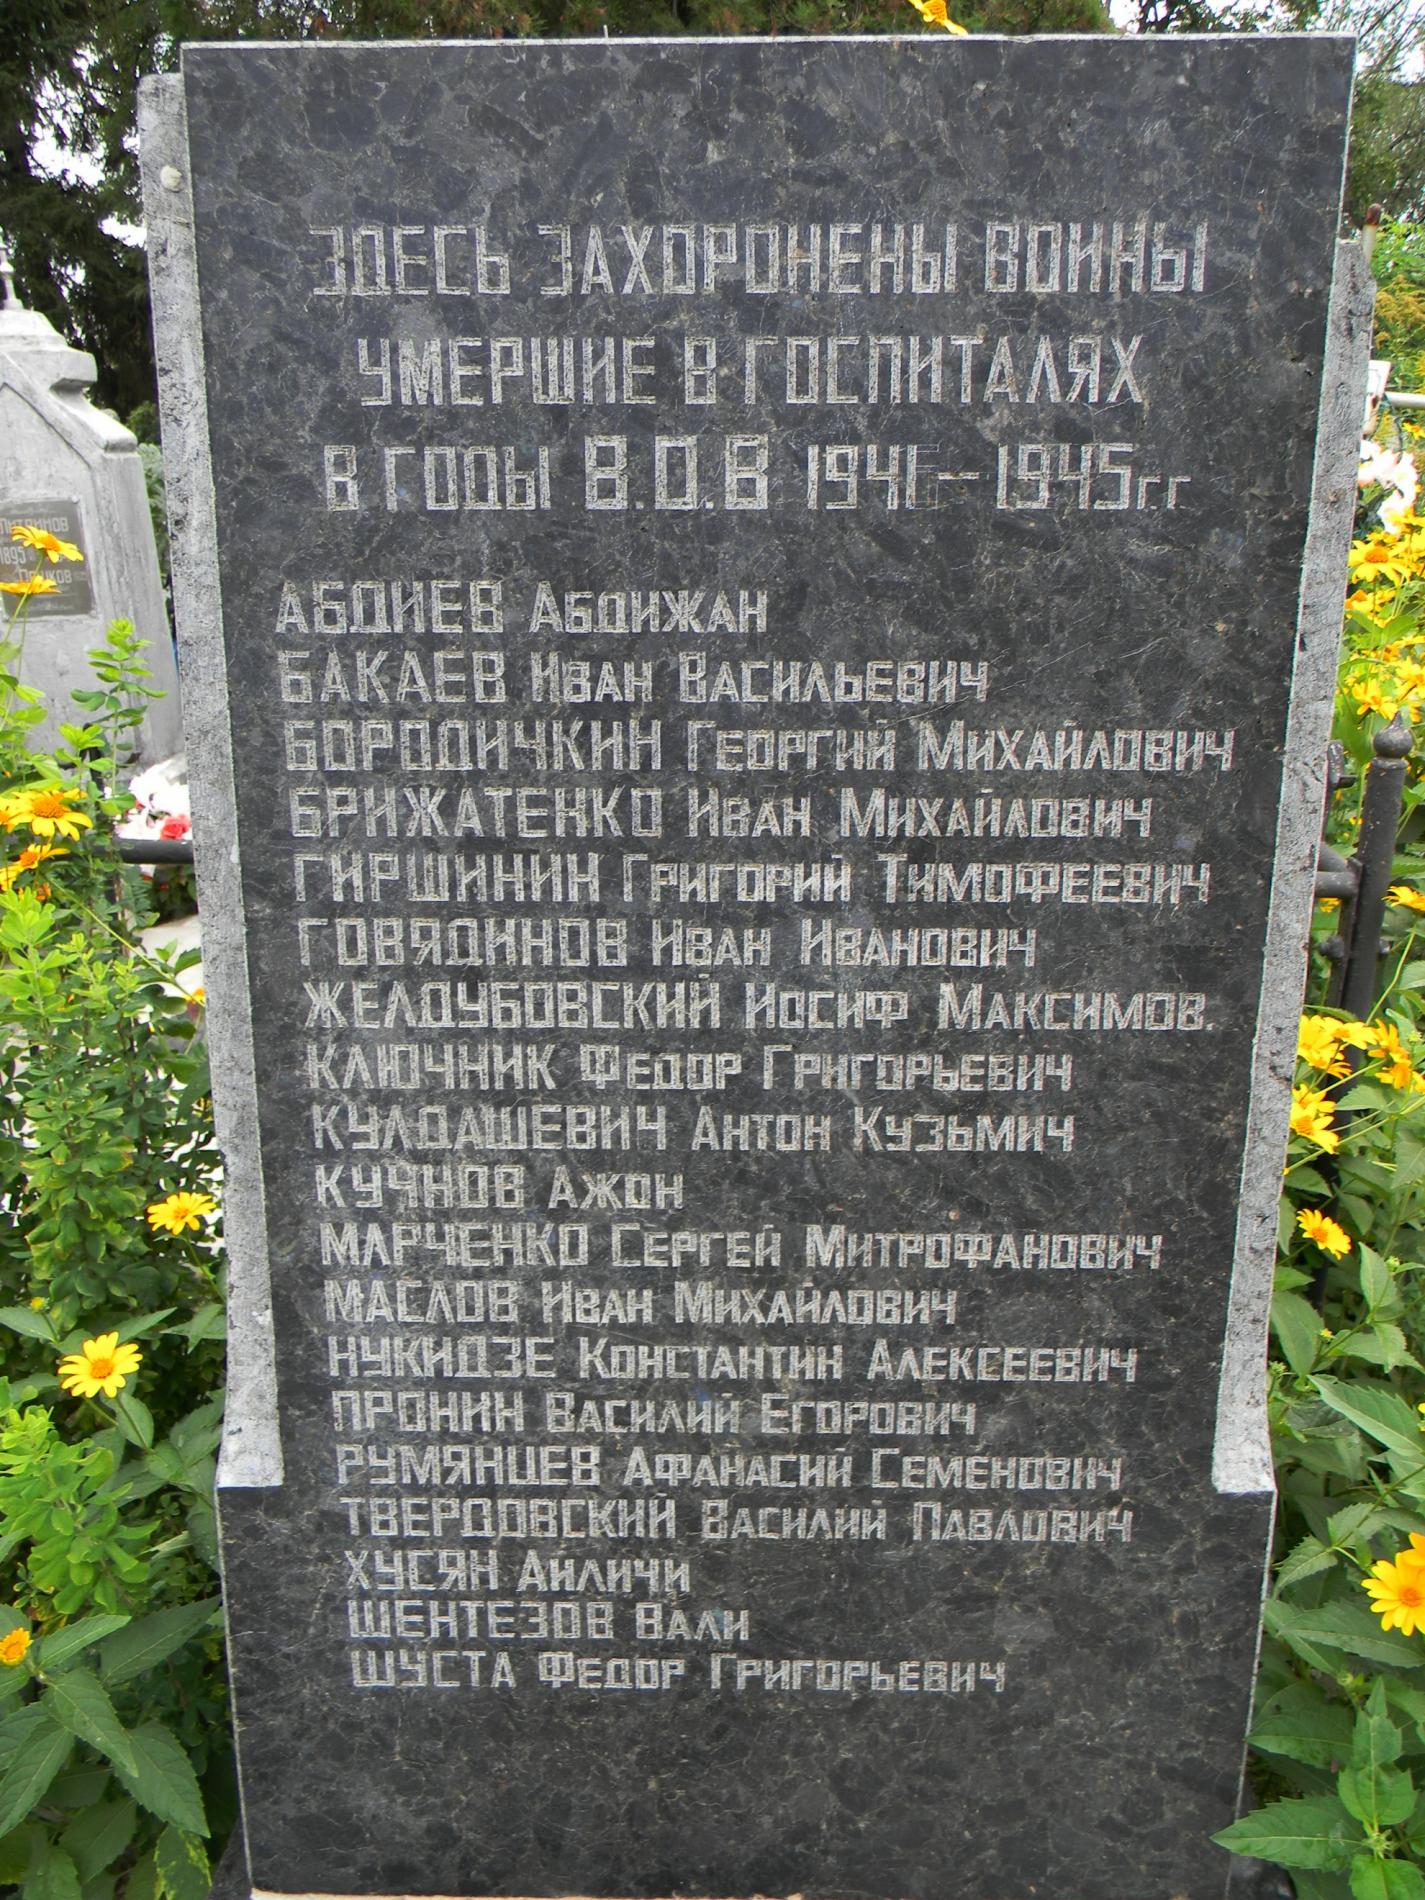 ЗДЕСЬ ЗАХОРОНЕНЫ ВОИНЫ
УМЕРШИЕ В ГОСПИТАЛЯХ
В ГОДЫ В.О.В 1941–1945г.г
АБДИЕВ АБДИЖАН
БАКАЕВ ИВАН ВАСИЛЬЕВИЧ
БОРОДИЧКИН ГЕОРГИЙ МИХАЙЛОВИЧ
БРИЖАТЕНКО ИВАН МИХАЙЛОВИЧ
ГИРШИНИН ГРИГОРИЙ ТИМОФЕЕВИЧ
ГОВЯДИНОВ ИВАН ИВАНОВИЧ
ЖЕЛДУБОВСКИЙ ИОСИФ МАКСИМОВ.
КЛЮЧНИК ФЕДОР ГРИГОРЬЕВИЧ
КУЛДАШЕВИЧ АНТОН КУЗЬМИЧ
КУЧНОВ АЖОН
МАРЧЕНКО СЕРГЕЙ МИТРОФАНОВИЧ
МАСЛОВ ИВАН МИХАЙЛОВИЧ
НУКИДЗЕ КОНСТАНТИН АЛЕКСЕЕВИЧ
ПРОНИН ВАСИЛИЙ ЕГОРОВИЧ
РУМЯНЦЕВ АФАНАСИЙ СЕМЕНОВИЧ
ТВЕРДОВСКИЙ ВАСИЛИЙ ПАВЛОВИЧ
ХУСЯН АИЛИЧИ
ШЕНТЕЗОВ ВАЛИ
ШУСТА ФЕДОР ГРИГОРЬЕВИЧ
1895